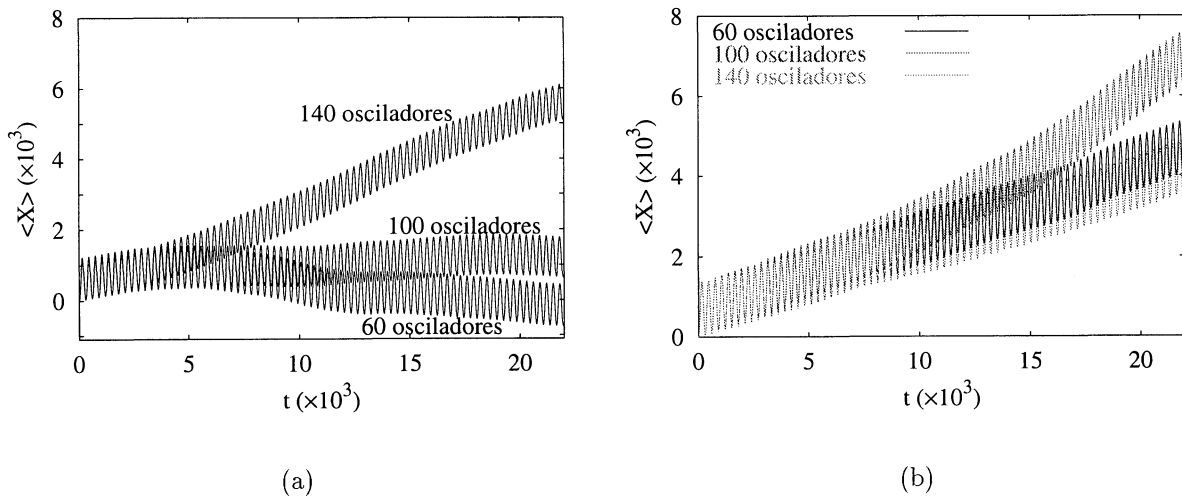 8
6
4
2
0
<X> (×10³)
140 osciladores
100 osciladores
60 osciladores
0 5 10 15 20
t (×10³)
(a)
8
6
4
2
0
<X> (×10³)
60 osciladores
100 osciladores
140 osciladores
0 5 10 15 20
t (×10³)
(b)